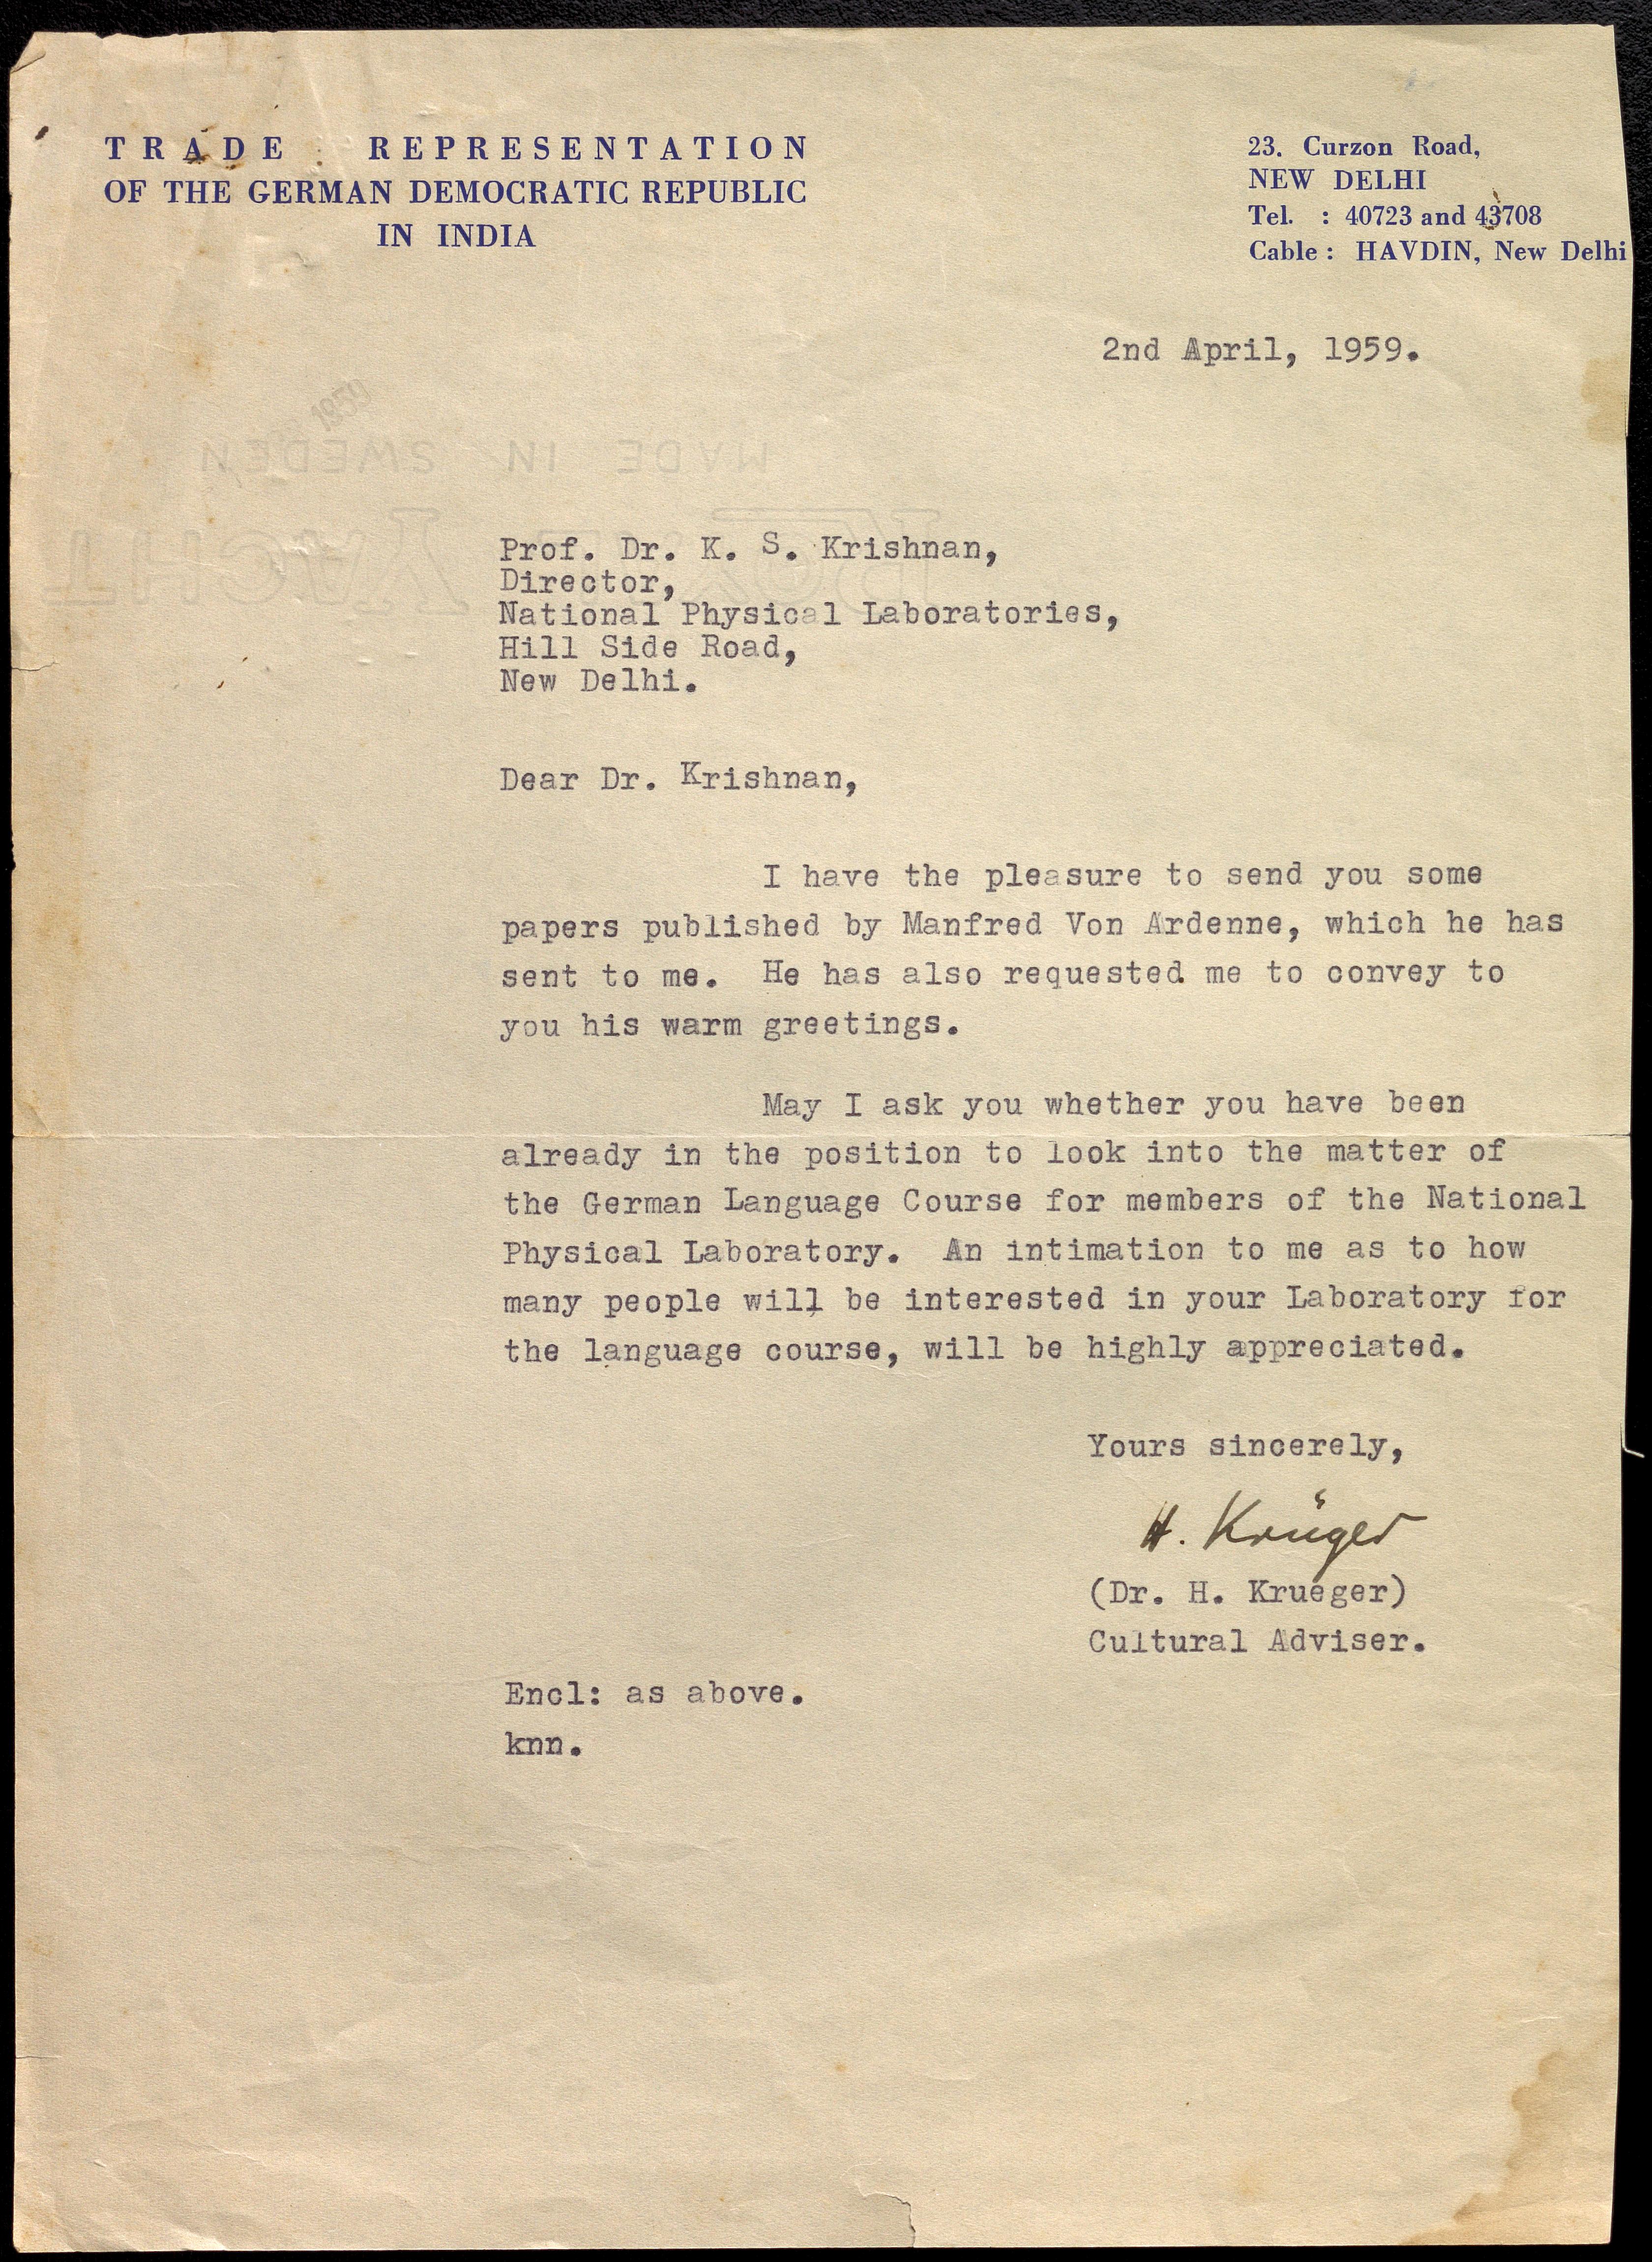 TRADE REPRESENTATION
OF THE GERMAN DEMOCRATIC REPUBLIC
IN INDIA
23. Curzon Road,
NEW DELHI
Tel. : 40723 and 43708
Cable : HAVDIN, New Delhi
2nd April, 1959.
1959
MADE IN SWEDEN
Prof. Dr. K. S. Krishnan,
Director,
National Physical Laboratories,
Hill Side Road,
New Delhi.
Dear Dr. Krishnan,
I have the pleasure to send you some
papers published by Manfred Von Ardenne, which he has
sent to me. He has also requested me to convey to
you his warm greetings.
May I ask you whether you have been
already in the position to look into the matter of
the German Language Course for members of the National
Physical Laboratory. An intimation to me as to how
many people will be interested in your Laboratory for
the language course, will be highly appreciated.
Yours sincerely,
H. Krüger
(Dr. H. Krueger)
Cultural Adviser.
Encl: as above.
knn.